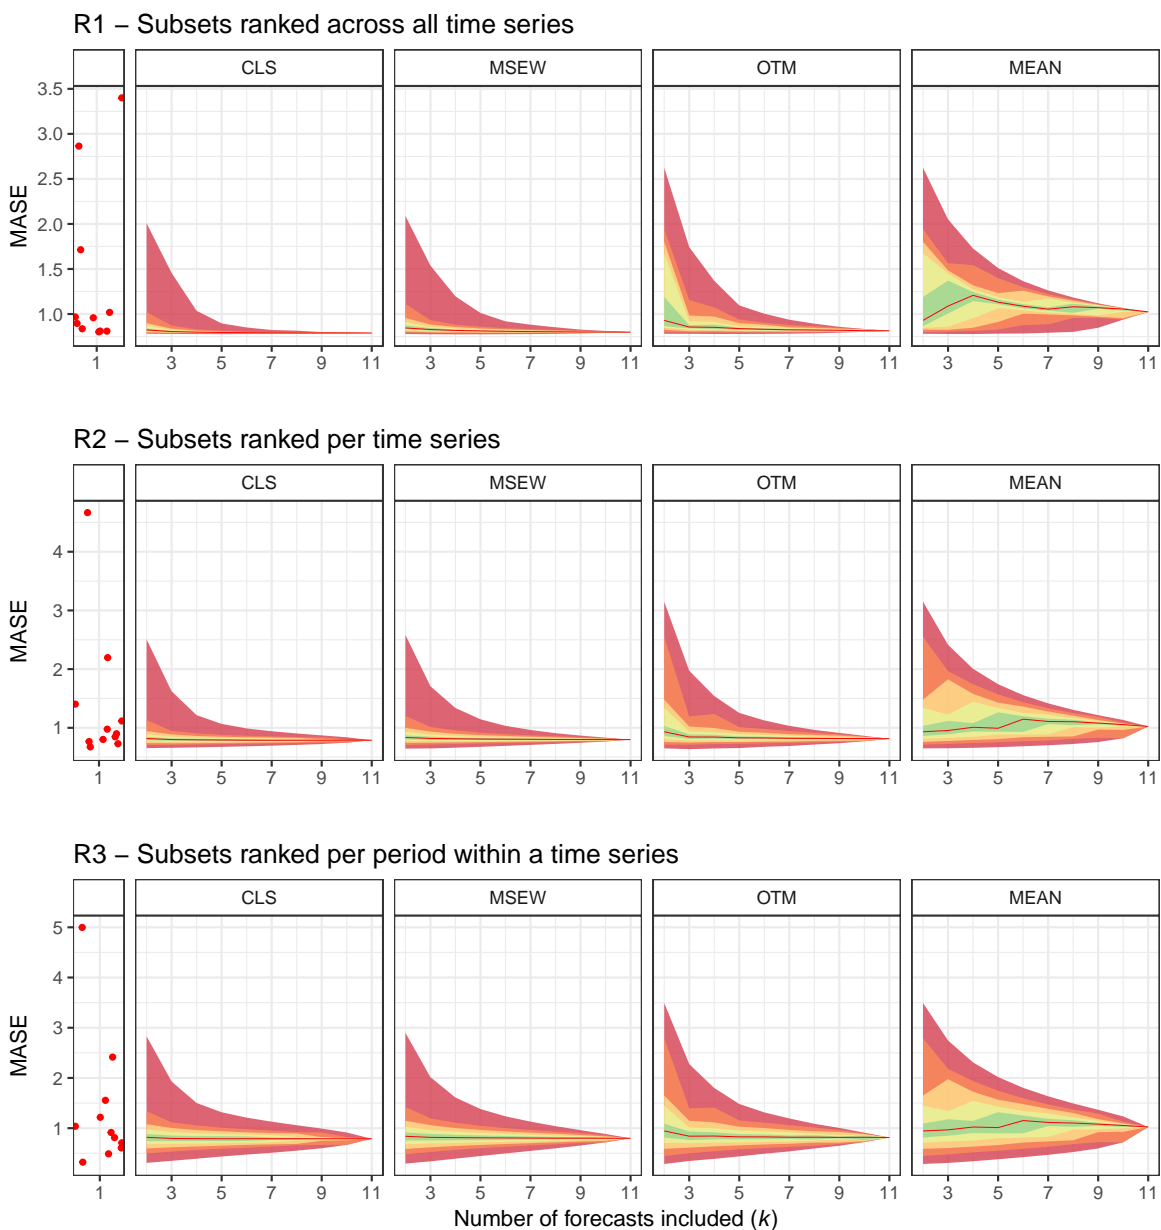 R1 – Subsets ranked across all time series
CLS MSEW OTM MEAN
3.5
3.0
2.5
2.0
1.5
1.0
MASE
1 3 5 7 9 11 3 5 7 9 11 3 5 7 9 11 3 5 7 9 11
R2 – Subsets ranked per time series
CLS MSEW OTM MEAN
4
3
2
1
MASE
1 3 5 7 9 11 3 5 7 9 11 3 5 7 9 11 3 5 7 9 11
R3 – Subsets ranked per period within a time series
CLS MSEW OTM MEAN
5
4
3
2
1
MASE
1 3 5 7 9 11 3 5 7 9 11 3 5 7 9 11 3 5 7 9 11
Number of forecasts included (k)